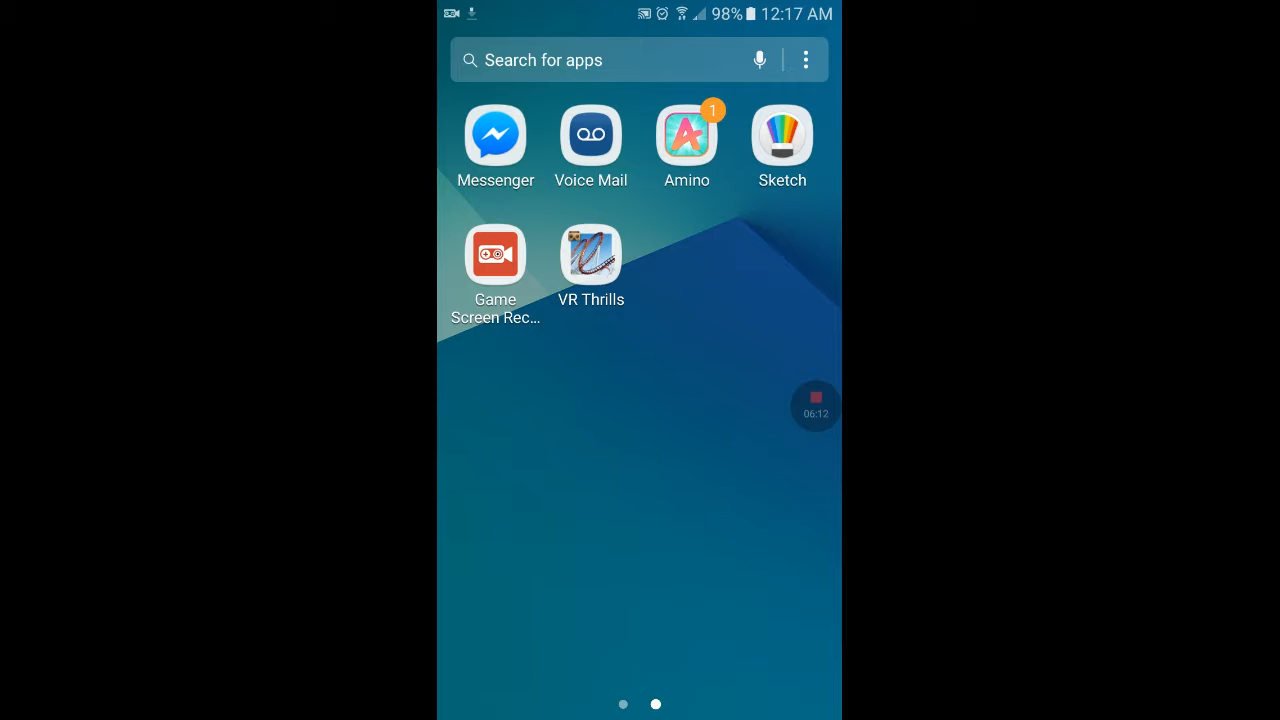 98% 12:17 AM
Search for apps
1
Messenger Voice Mail Amino Sketch
Game
Screen Rec... VR Thrills
06:12